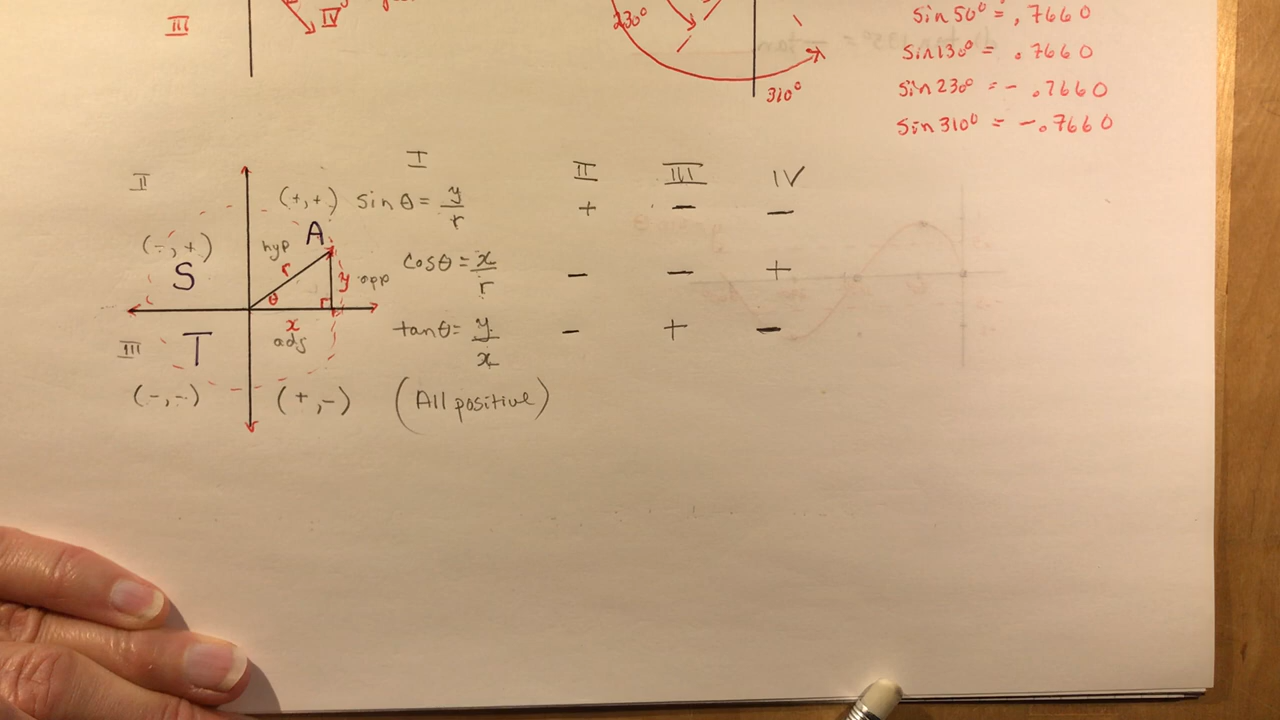 III
IV
230°
310°
sin 50° = .7660
sin 130° = .7660
sin 230° = - .7660
sin 310° = -.7660
I II III IV
II
(+,+) sin θ = y/r + - -
(-,+) hyp A
S r y opp cos θ = x/r - - +
θ
x
adj
III T tan θ = y/x - + -
(-,-) (+,-) (All positive)